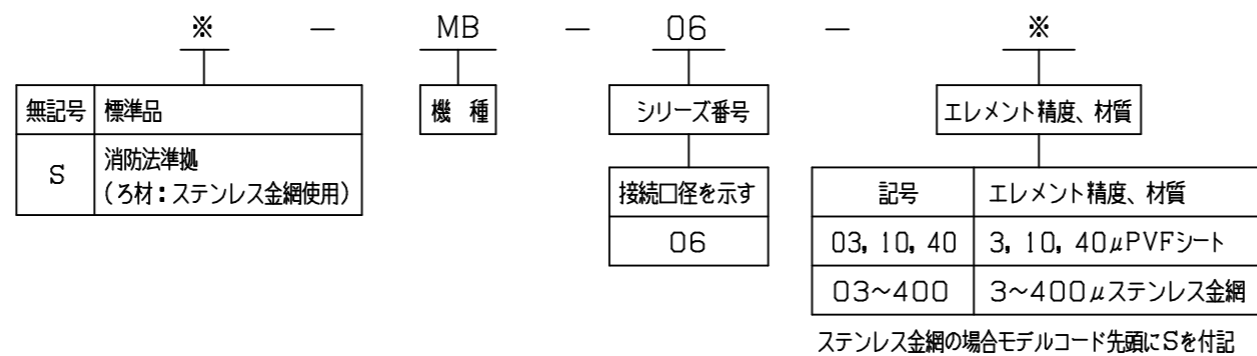 ※ － MB － 06 － ※
無記号 標準品
S 消防法準拠
(ろ材：ステンレス金網使用)
機 種
シリーズ番号
接続口径を示す
06
エレメント精度、材質
記号 エレメント精度、材質
03, 10, 40 3, 10, 40μPVFシート
03~400 3~400μステンレス金網
ステンレス金網の場合モデルコード先頭にSを付記